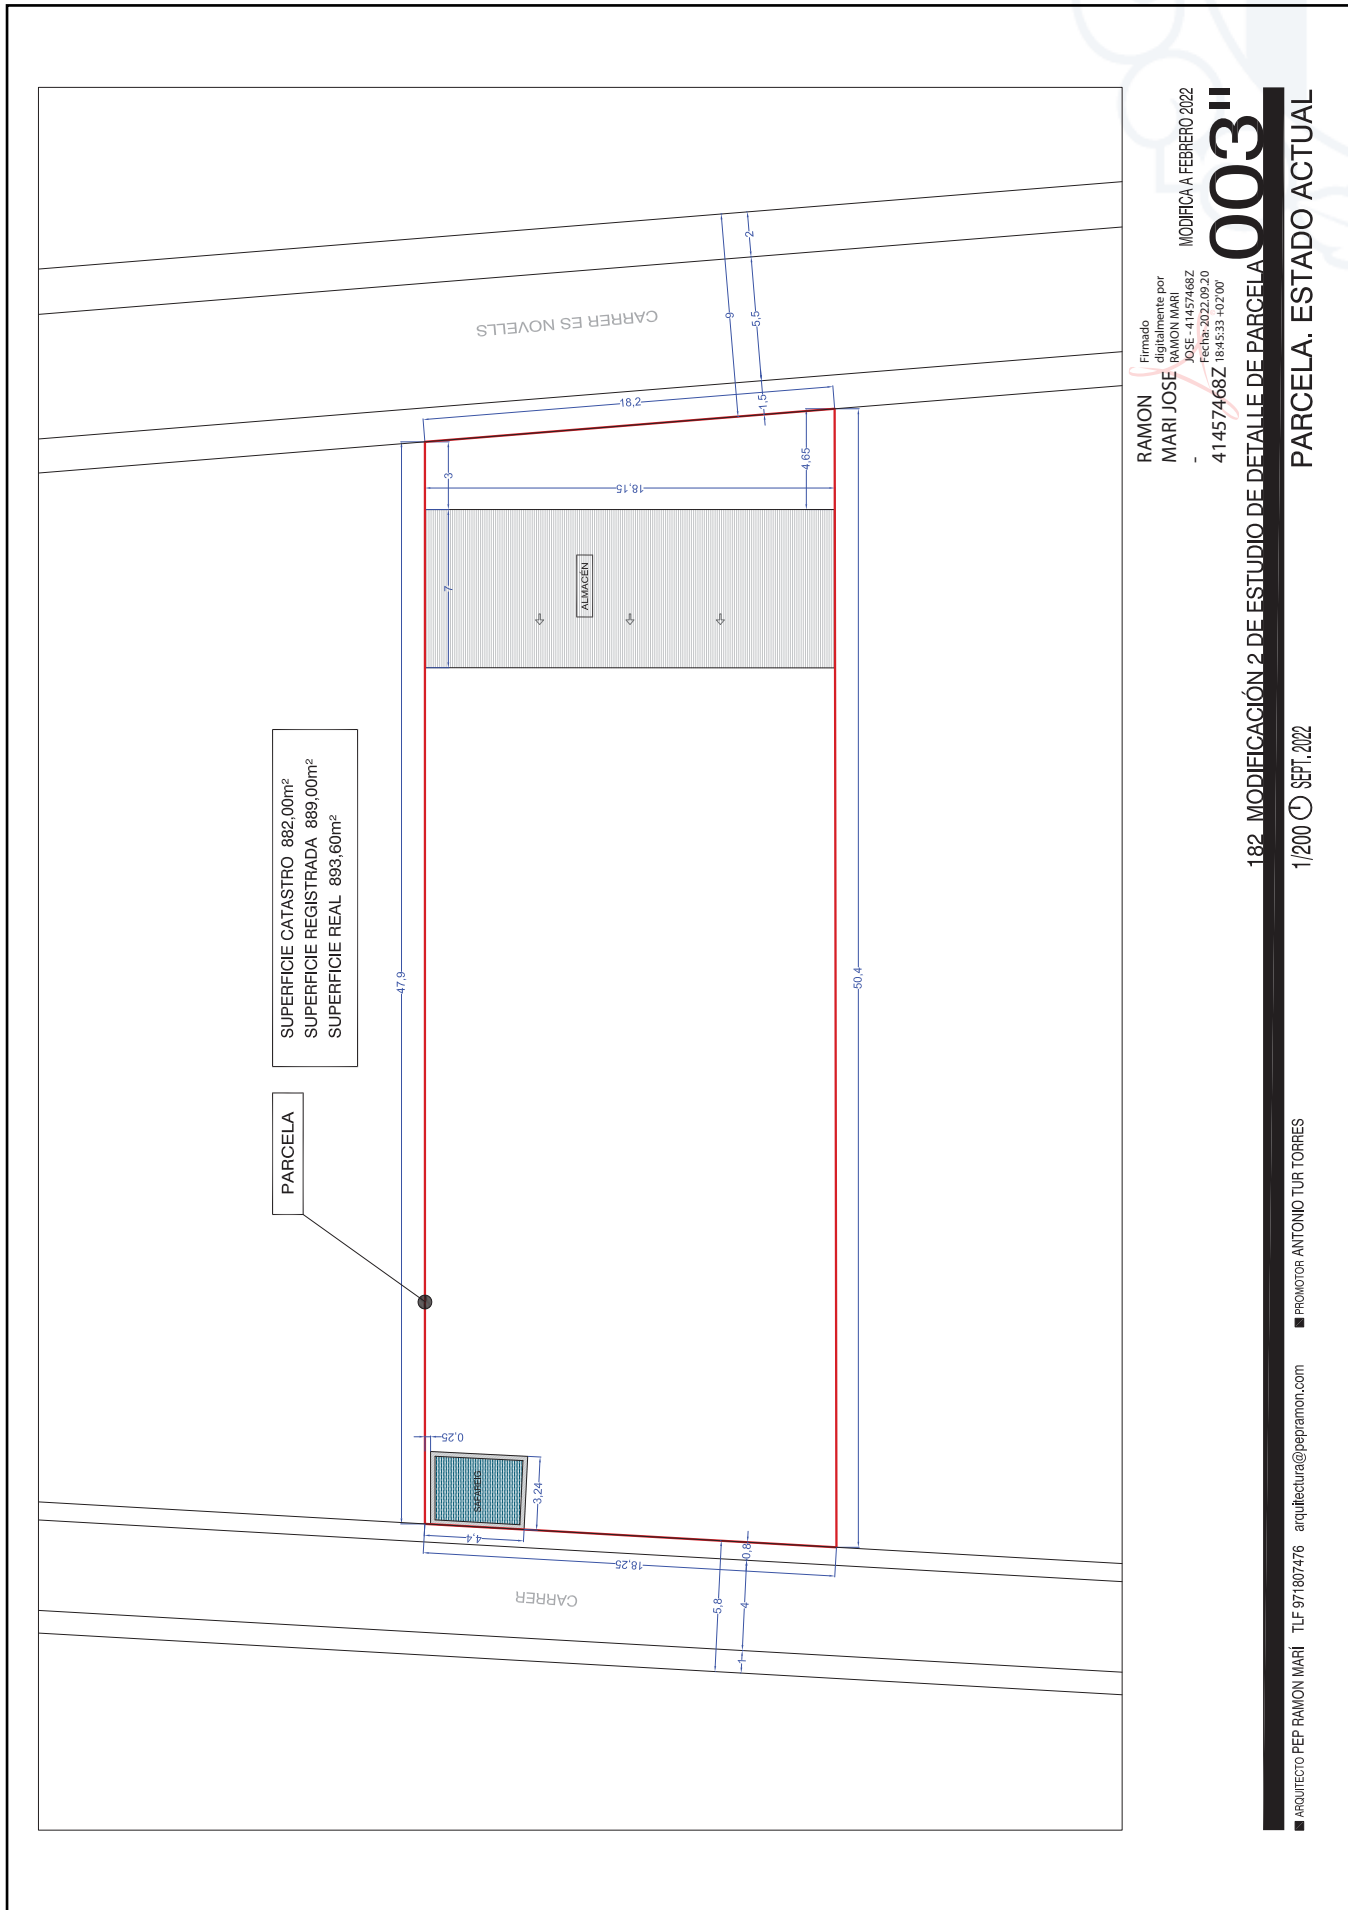 SUPERFICIE CATASTRO 882,00m²
SUPERFICIE REGISTRADA 889,00m²
SUPERFICIE REAL 893,60m²
PARCELA
CARRER ES NOVELLS
9
2
5,5
1,5
18,2
3
4,65
18,15
7
ALMACÉN
47,9
50,4
0,25
SAFAREIG
3,24
4,4
18,25
0,8
5,8
4
1
CARRER
RAMON
MARI JOSE
-
41457468Z
Firmado
digitalmente por
RAMON MARI
JOSE - 41457468Z
Fecha: 2022.09.20
18:45:33 +02'00'
MODIFICA A FEBRERO 2022
003"
182 MODIFICACIÓN 2 DE ESTUDIO DE DETALLE DE PARCELA
PARCELA. ESTADO ACTUAL
1/200 SEPT. 2022
ARQUITECTO PEP RAMON MARÍ TLF 971807476 arquitectura@pepramon.com PROMOTOR ANTONIO TUR TORRES